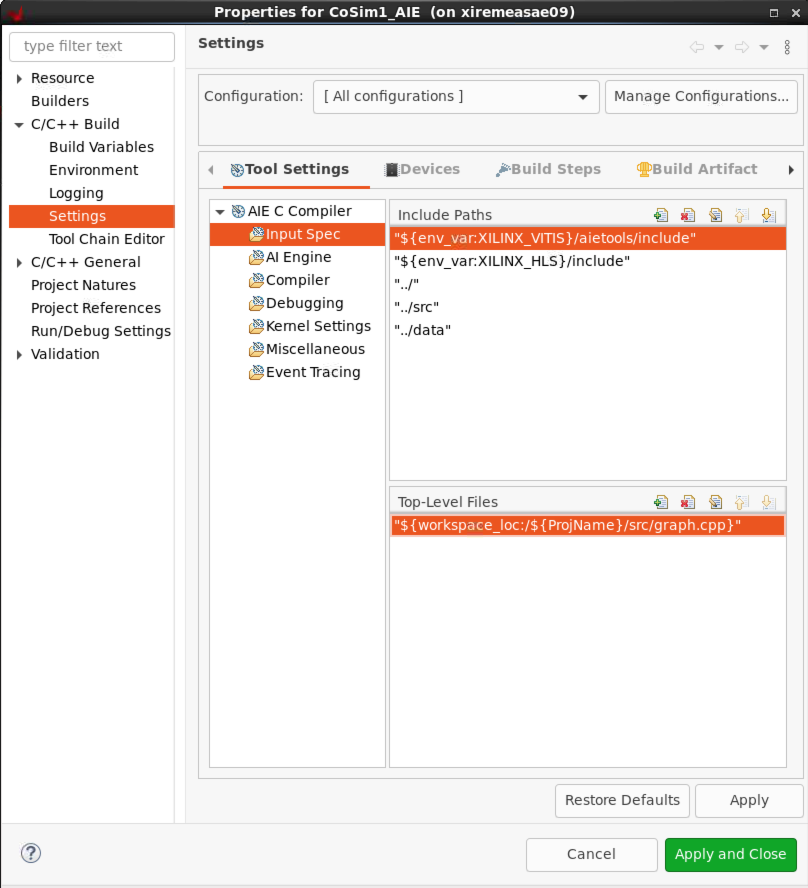 Properties for CoSim1_AIE (on xiremeasae09)
type filter text
Resource
Builders
C/C++ Build
Build Variables
Environment
Logging
Settings
Tool Chain Editor
C/C++ General
Project Natures
Project References
Run/Debug Settings
Validation
Settings
Configuration: [ All configurations ] Manage Configurations...
Tool Settings Devices Build Steps Build Artifact
AIE C Compiler
Input Spec
AI Engine
Compiler
Debugging
Kernel Settings
Miscellaneous
Event Tracing
Include Paths
"${env_var:XILINX_VITIS}/aietools/include"
"${env_var:XILINX_HLS}/include"
"../"
"../src"
"../data"
Top-Level Files
"${workspace_loc:/${ProjName}/src/graph.cpp}"
Restore Defaults Apply
? Cancel Apply and Close